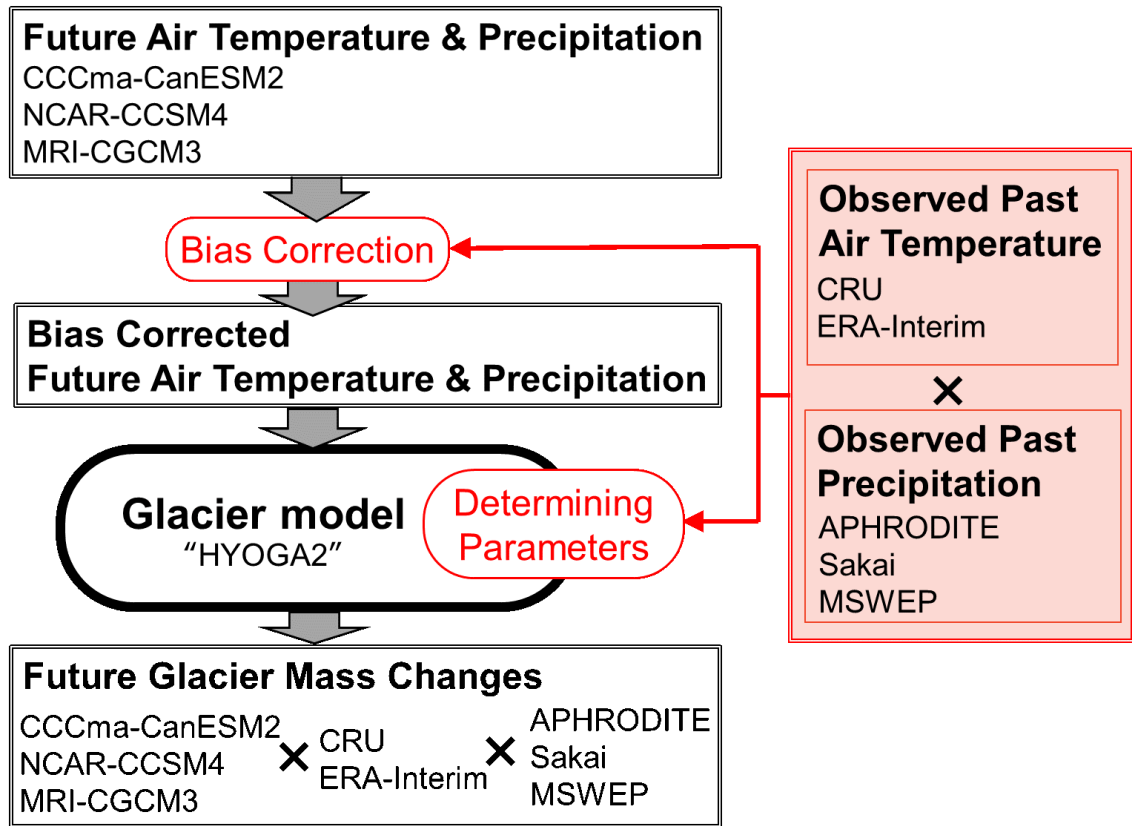 Future Air Temperature & Precipitation
CCCma-CanESM2
NCAR-CCSM4
MRI-CGCM3
Bias Correction
Bias Corrected
Future Air Temperature & Precipitation
Glacier model
“HYOGA2”
Determining
Parameters
Future Glacier Mass Changes
CCCma-CanESM2
NCAR-CCSM4
MRI-CGCM3
×
CRU
ERA-Interim
×
APHRODITE
Sakai
MSWEP
Observed Past
Air Temperature
CRU
ERA-Interim
×
Observed Past
Precipitation
APHRODITE
Sakai
MSWEP